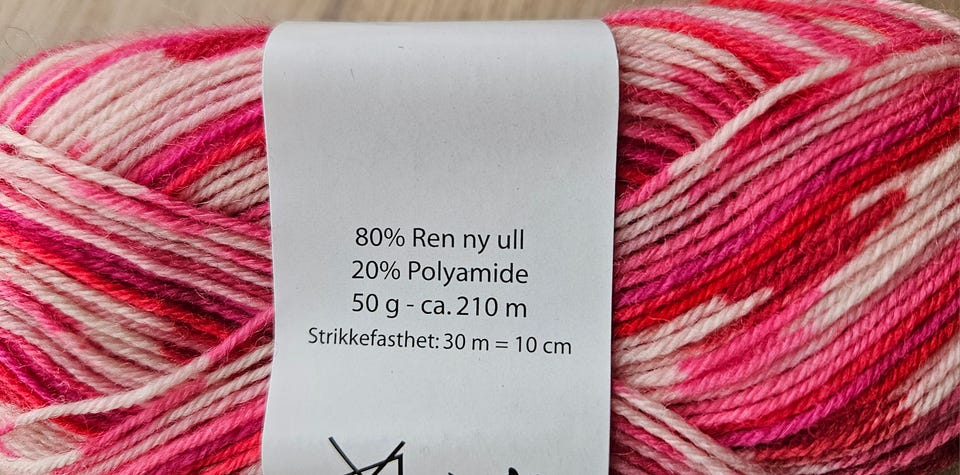 80% Ren ny ull
20% Polyamide
50 g - ca. 210 m
Strikkefasthet: 30 m = 10 cm